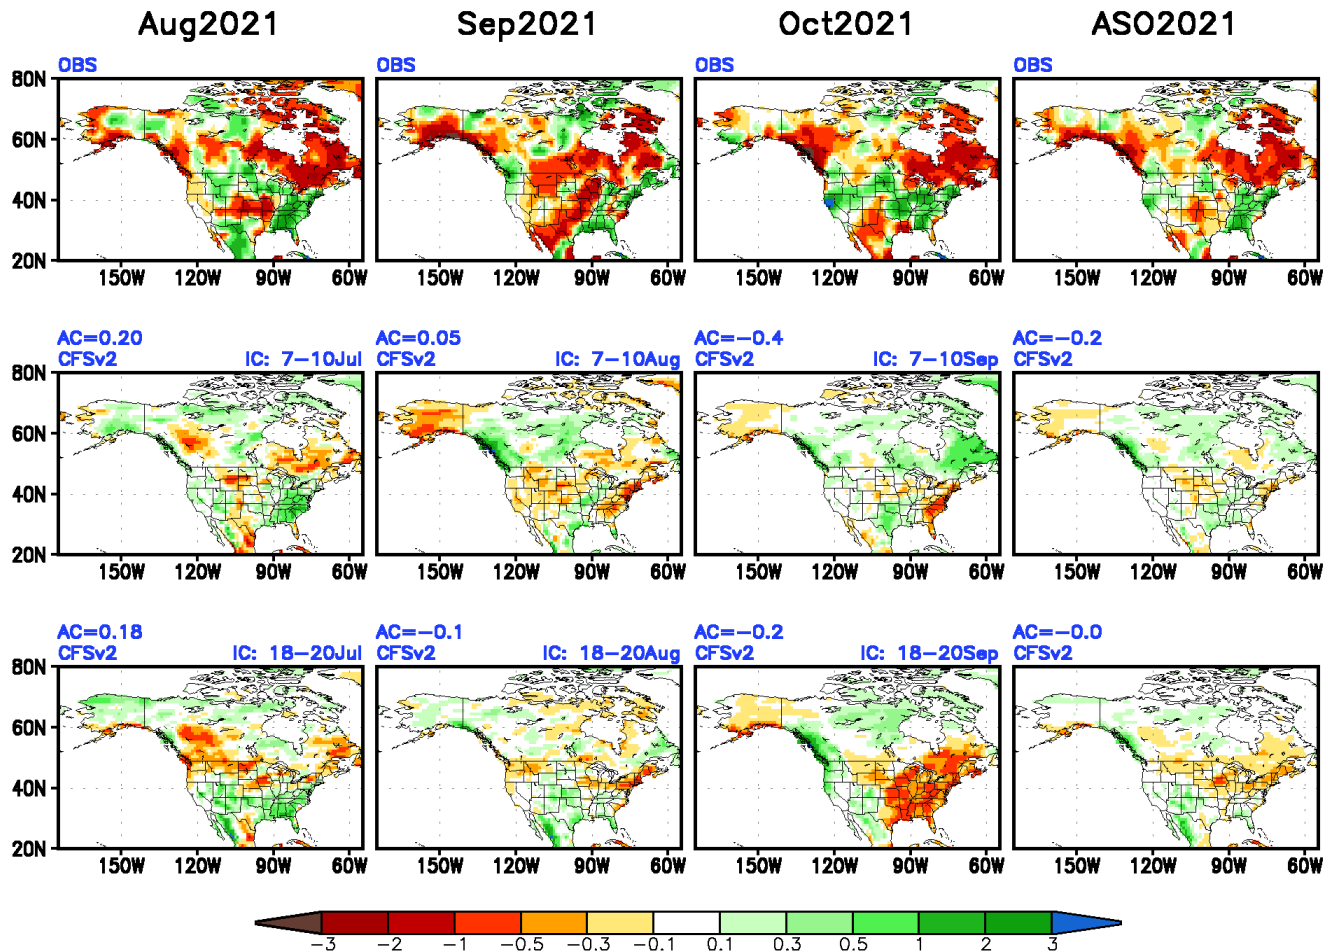 Aug2021 Sep2021 Oct2021 ASO2021
OBS OBS OBS OBS
80N
60N
40N
20N
150W 120W 90W 60W 150W 120W 90W 60W 150W 120W 90W 60W 150W 120W 90W 60W
AC=0.20 AC=0.05 AC=−0.4 AC=−0.2
CFSv2 IC: 7−10Jul CFSv2 IC: 7−10Aug CFSv2 IC: 7−10Sep CFSv2
80N
60N
40N
20N
150W 120W 90W 60W 150W 120W 90W 60W 150W 120W 90W 60W 150W 120W 90W 60W
AC=0.18 AC=−0.1 AC=−0.2 AC=−0.0
CFSv2 IC: 18−20Jul CFSv2 IC: 18−20Aug CFSv2 IC: 18−20Sep CFSv2
80N
60N
40N
20N
150W 120W 90W 60W 150W 120W 90W 60W 150W 120W 90W 60W 150W 120W 90W 60W
−3 −2 −1 −0.5 −0.3 −0.1 0.1 0.3 0.5 1 2 3